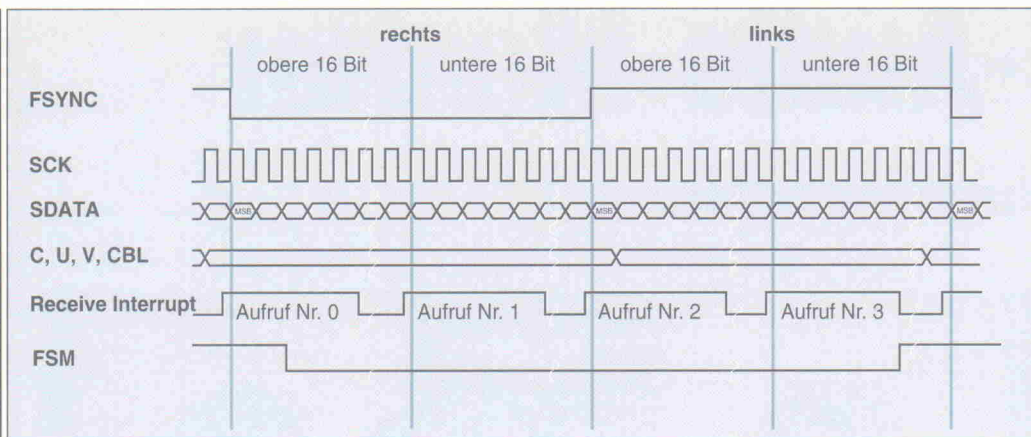 rechts links
obere 16 Bit untere 16 Bit obere 16 Bit untere 16 Bit
FSYNC
SCK
SDATA MSB MSB MSB
C, U, V, CBL
Receive Interrupt Aufruf Nr. 0 Aufruf Nr. 1 Aufruf Nr. 2 Aufruf Nr. 3
FSM